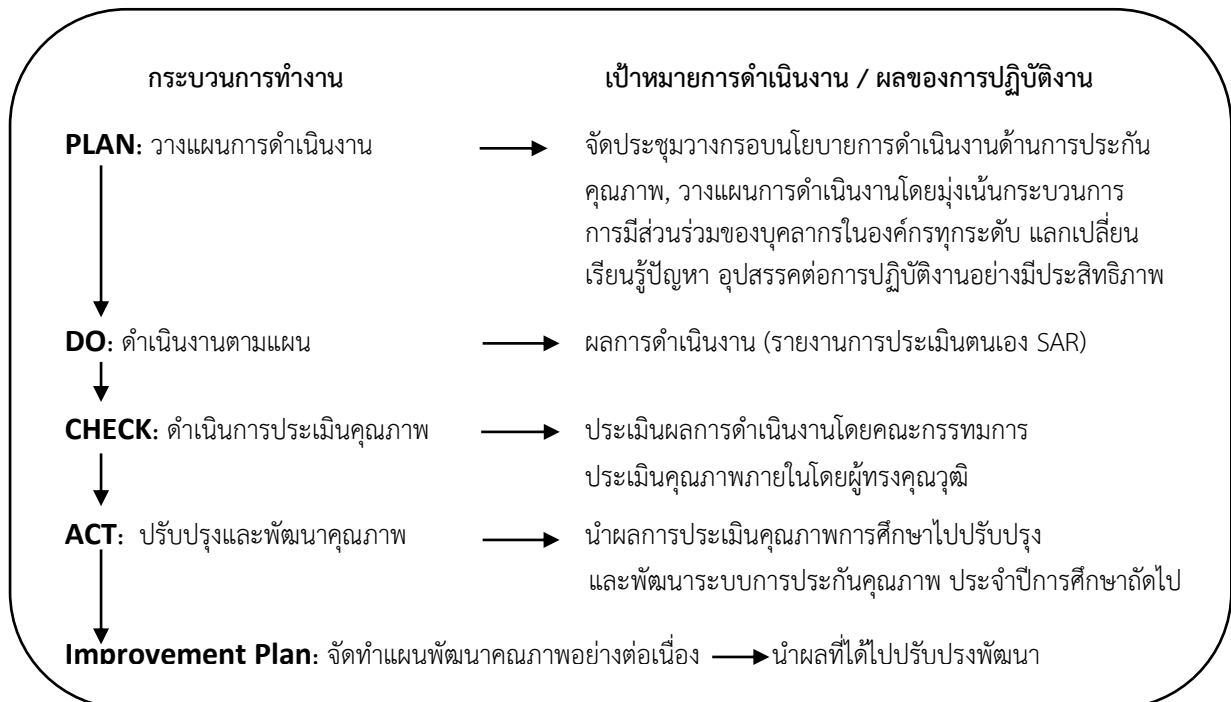 กระบวนการทำงาน เป้าหมายการดำเนินงาน / ผลของการปฏิบัติงาน
PLAN: วางแผนการดำเนินงาน จัดประชุมวางกรอบนโยบายการดำเนินงานด้านการประกัน
คุณภาพ, วางแผนการดำเนินงานโดยมุ่งเน้นกระบวนการ
การมีส่วนร่วมของบุคลากรในองค์กรทุกระดับ แลกเปลี่ยน
เรียนรู้ปัญหา อุปสรรคต่อการปฏิบัติงานอย่างมีประสิทธิภาพ
DO: ดำเนินงานตามแผน ผลการดำเนินงาน (รายงานการประเมินตนเอง SAR)
CHECK: ดำเนินการประเมินคุณภาพ ประเมินผลการดำเนินงานโดยคณะกรรทมการ
ประเมินคุณภาพภายในโดยผู้ทรงคุณวุฒิ
ACT: ปรับปรุงและพัฒนาคุณภาพ นำผลการประเมินคุณภาพการศึกษาไปปรับปรุง
และพัฒนาระบบการประกันคุณภาพ ประจำปีการศึกษาถัดไป
Improvement Plan: จัดทำแผนพัฒนาคุณภาพอย่างต่อเนื่อง นำผลที่ได้ไปปรับปรุงพัฒนา